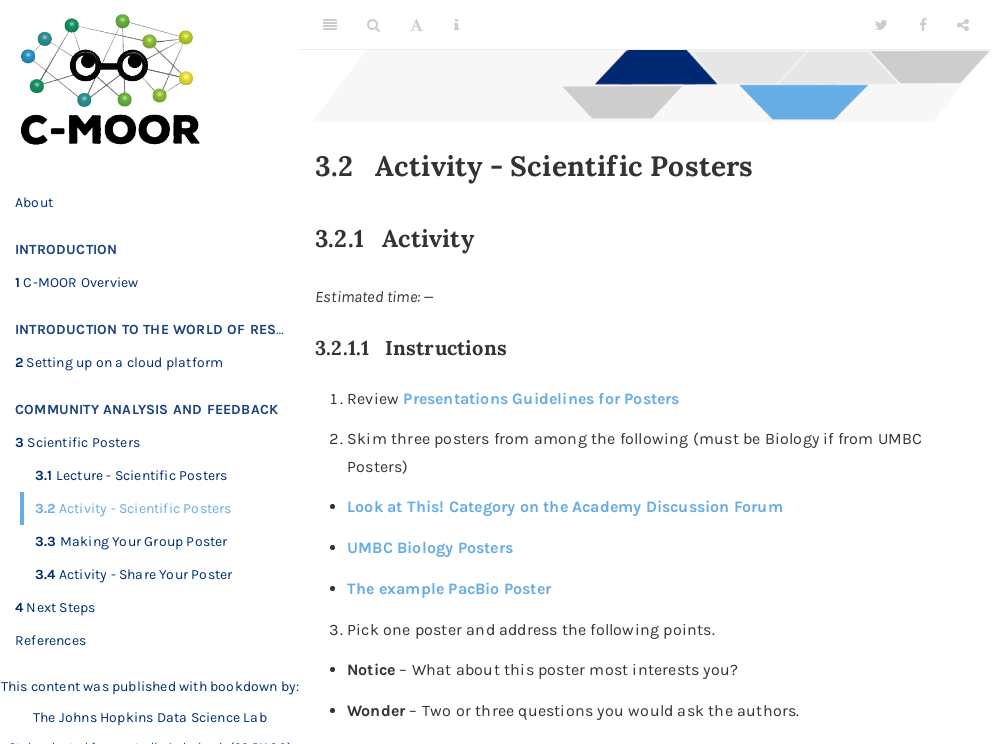 C-MOOR
About
INTRODUCTION
1 C-MOOR Overview
INTRODUCTION TO THE WORLD OF RES…
2 Setting up on a cloud platform
COMMUNITY ANALYSIS AND FEEDBACK
3 Scientific Posters
3.1 Lecture - Scientific Posters
3.2 Activity - Scientific Posters
3.3 Making Your Group Poster
3.4 Activity - Share Your Poster
4 Next Steps
References
This content was published with bookdown by:
The Johns Hopkins Data Science Lab
3.2 Activity - Scientific Posters
3.2.1 Activity
Estimated time: –
3.2.1.1 Instructions
1. Review Presentations Guidelines for Posters
2. Skim three posters from among the following (must be Biology if from UMBC
Posters)
• Look at This! Category on the Academy Discussion Forum
• UMBC Biology Posters
• The example PacBio Poster
3. Pick one poster and address the following points.
• Notice – What about this poster most interests you?
• Wonder – Two or three questions you would ask the authors.